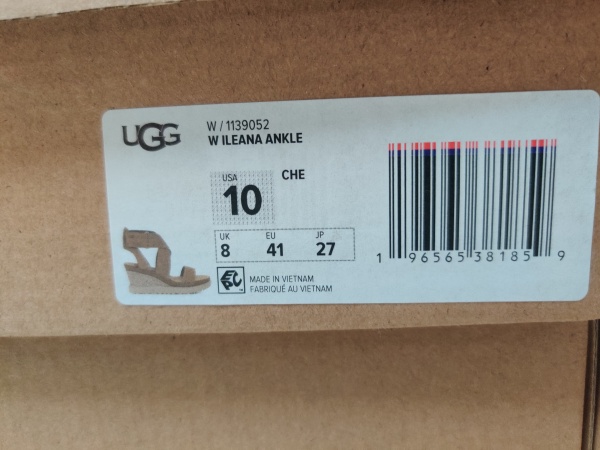 UGG
W / 1139052
W ILEANA ANKLE
USA
10
CHE
UK EU JP
8 41 27
MADE IN VIETNAM
FABRIQUÉ AU VIETNAM
1 96565 38185 9